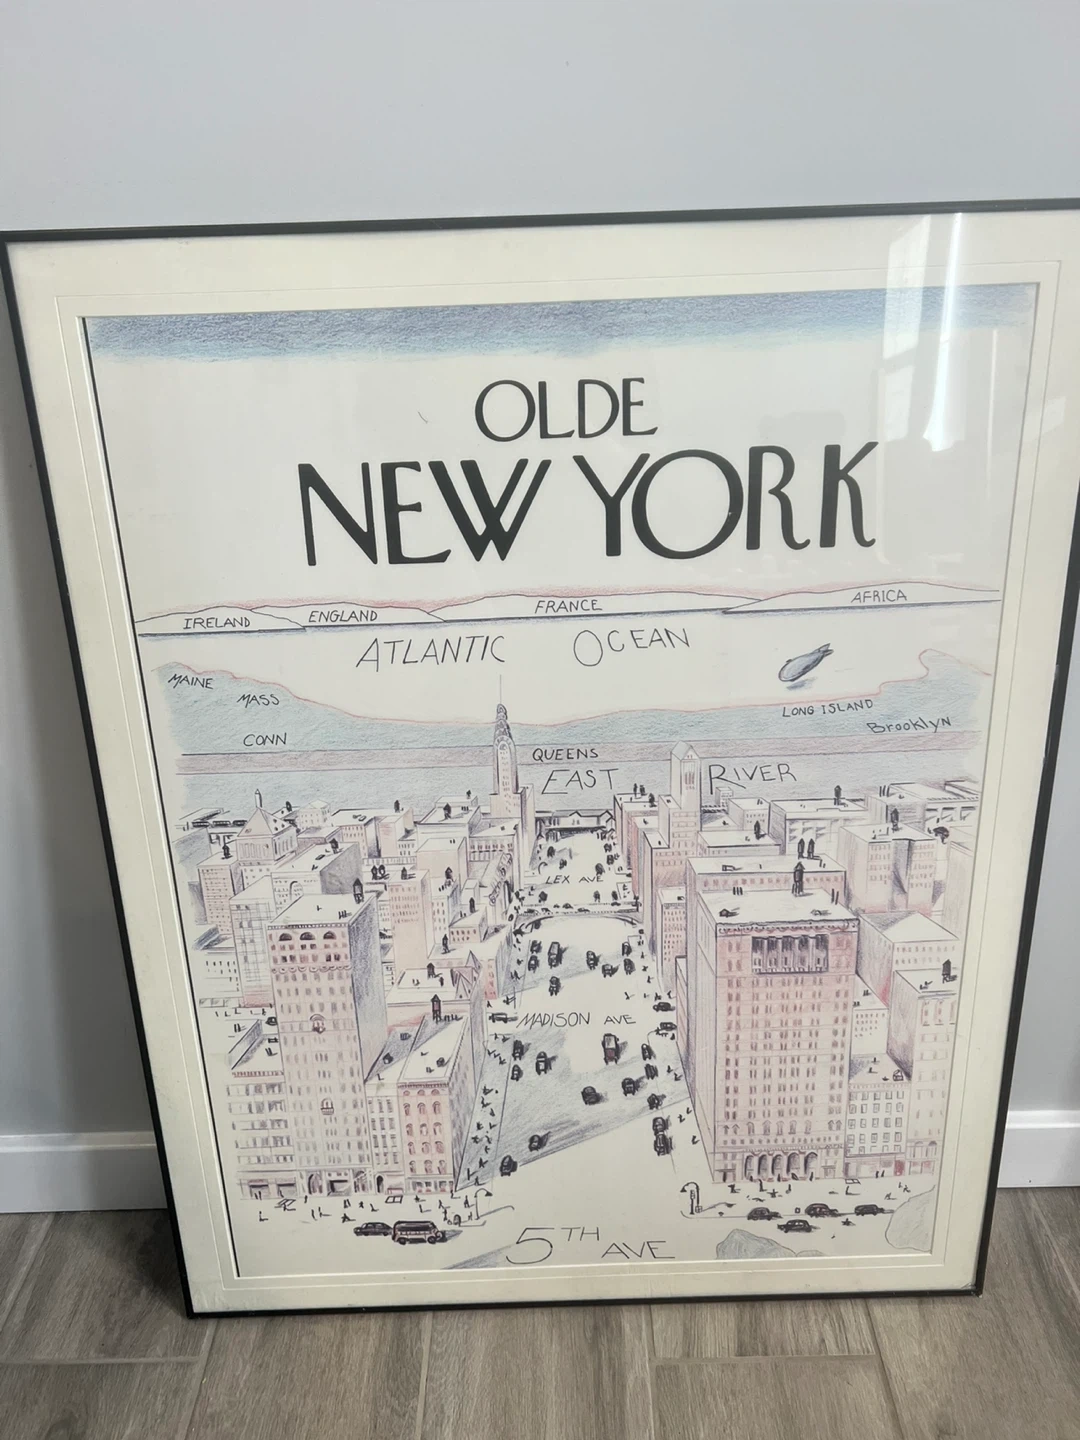 OLDE
NEW YORK
IRELAND ENGLAND FRANCE AFRICA
ATLANTIC OCEAN
MAINE MASS LONG ISLAND
CONN Brooklyn
QUEENS
EAST RIVER
LEX AVE
MADISON AVE
5TH AVE